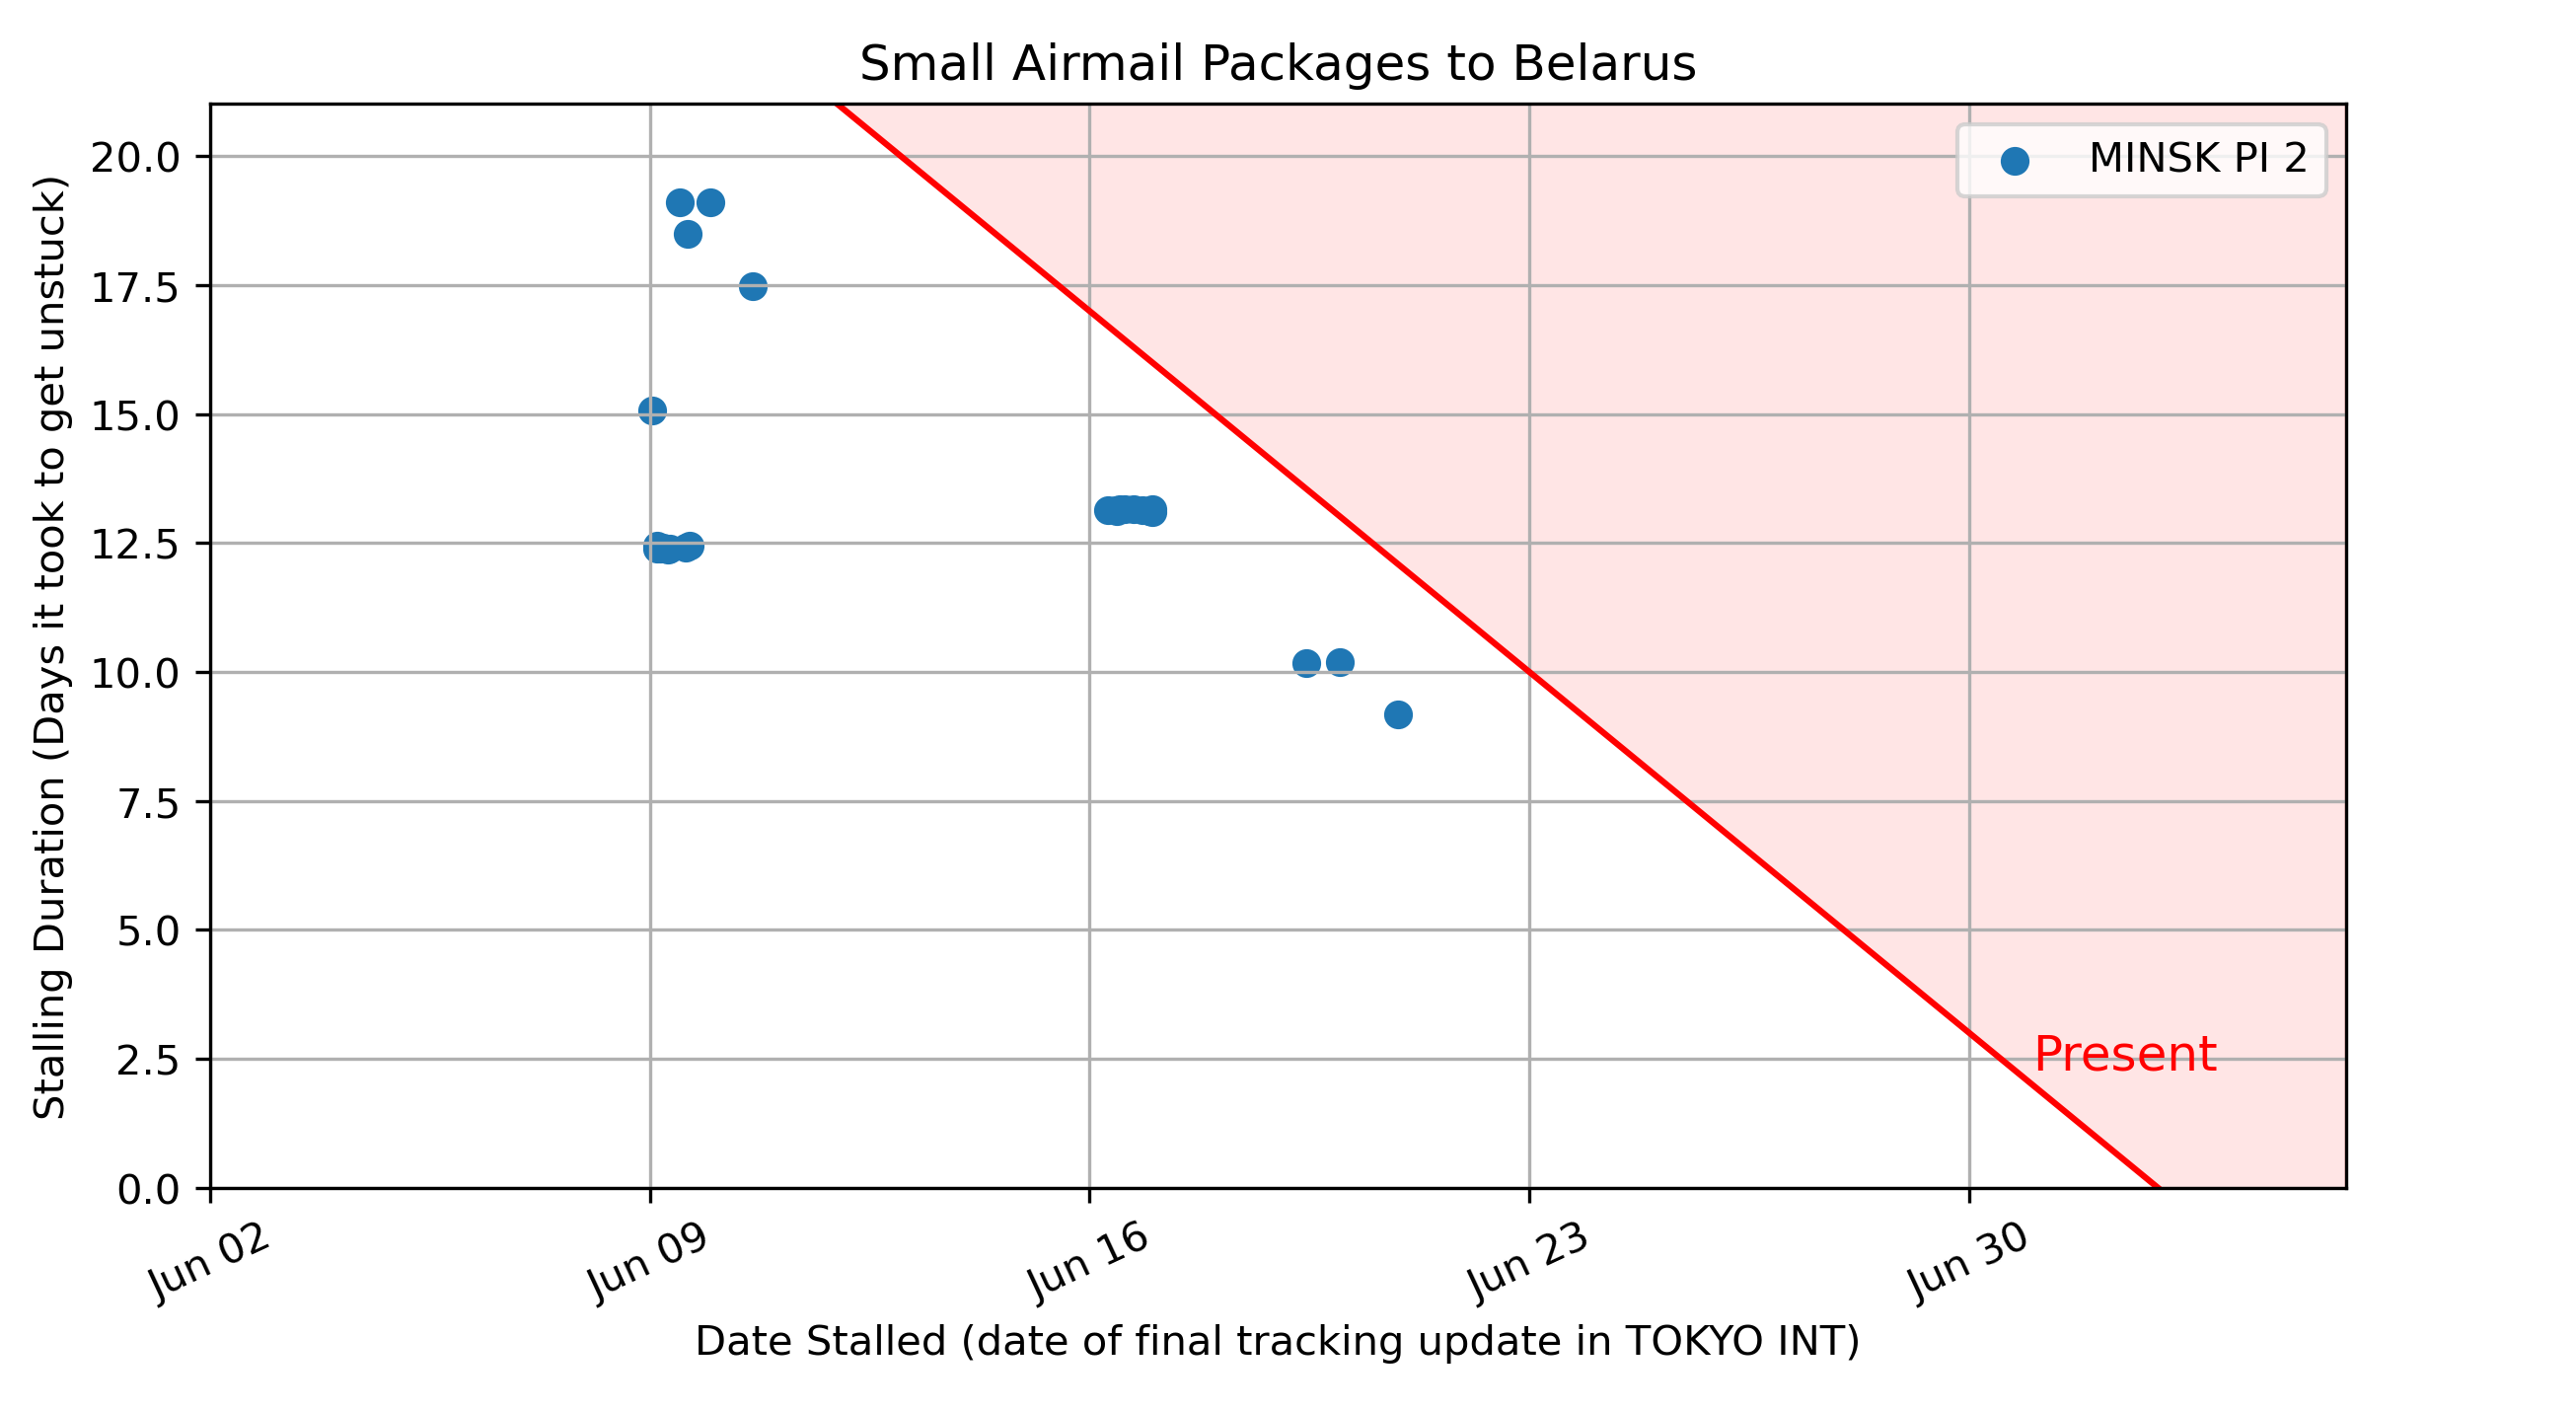 Small Airmail Packages to Belarus
MINSK PI 2
Stalling Duration (Days it took to get unstuck)
20.0
17.5
15.0
12.5
10.0
7.5
5.0
2.5
0.0
Present
Jun 02
Jun 09
Jun 16
Jun 23
Jun 30
Date Stalled (date of final tracking update in TOKYO INT)